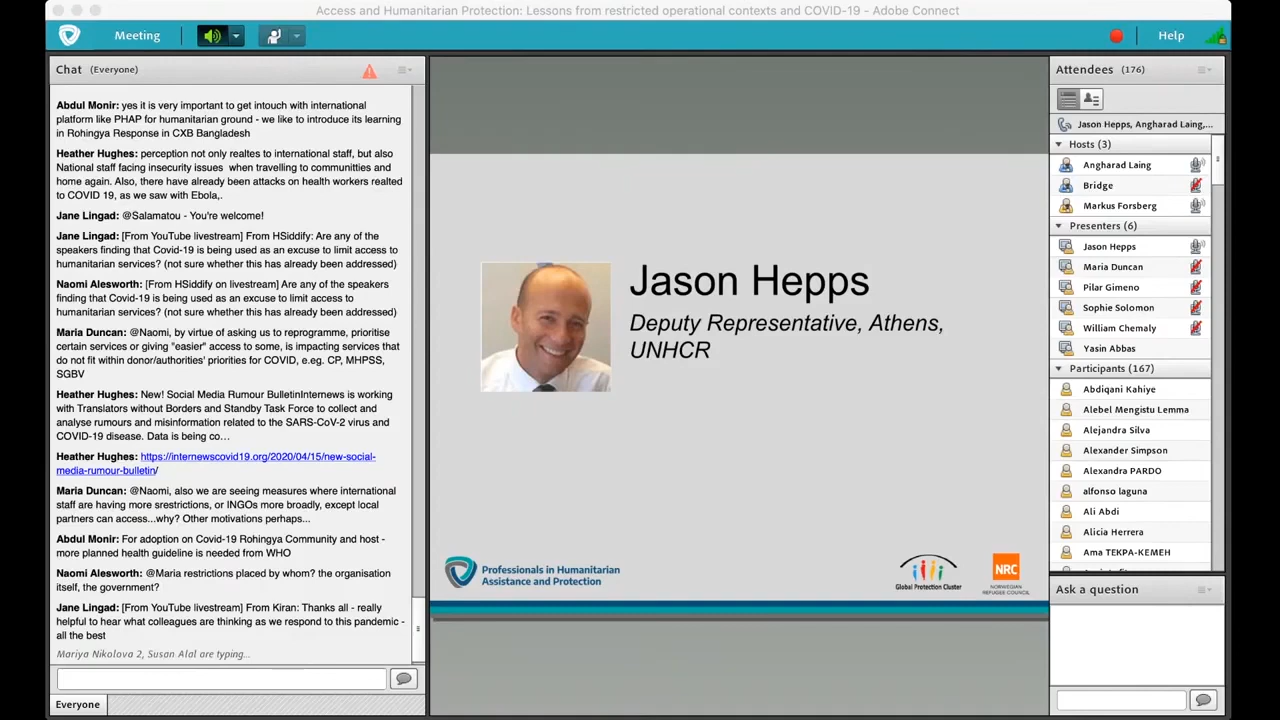 Access and Humanitarian Protection: Lessons from restricted operational contexts and COVID-19 - Adobe Connect
Meeting
Help
Chat (Everyone)
Abdul Monir: yes it is very important to get intouch with international
platform like PHAP for humanitarian ground - we like to introduce its learning
in Rohingya Response in CXB Bangladesh
Heather Hughes: perception not only realtes to international staff, but also
National staff facing insecurity issues when travelling to communities and
home again. Also, there have already been attacks on health workers realted
to COVID 19, as we saw with Ebola,.
Jane Lingad: @Salamatou - You're welcome!
Jane Lingad: [From YouTube livestream] From HSiddify: Are any of the
speakers finding that Covid-19 is being used as an excuse to limit access to
humanitarian services? (not sure whether this has already been addressed)
Naomi Alesworth: [From HSiddify on livestream] Are any of the speakers
finding that Covid-19 is being used as an excuse to limit access to
humanitarian services? (not sure whether this has already been addressed)
Maria Duncan: @Naomi, by virtue of asking us to reprogramme, prioritise
certain services or giving "easier" access to some, is impacting services that
do not fit within donor/authorities' priorities for COVID, e.eg. CP, MHPSS,
SGBV
Heather Hughes: New! Social Media Rumour BulletinInternews is working
with Translators without Borders and Standby Task Force to collect and
analyse rumours and misinformation related to the SARS-CoV-2 virus and
COVID-19 disease. Data is being co…
Heather Hughes: https://internewscovid19.org/2020/04/15/new-social-
media-rumour-bulletin/
Maria Duncan: @Naomi, also we are seeing measures where international
staff are having more srestrictions, or INGOs more broadly, except local
partners can access...why? Other motivations perhaps...
Abdul Monir: For adoption on Covid-19 Rohingya Community and host -
more planned health guideline is needed from WHO
Naomi Alesworth: @Maria restrictions placed by whom? the organisation
itself, the government?
Jane Lingad: [From YouTube livestream] From Kiran: Thanks all - really
helpful to hear what colleagues are thinking as we respond to this pandemic -
all the best
Mariya Nikolova 2, Susan Alal are typing...
Everyone
Jason Hepps
Deputy Representative, Athens,
UNHCR
Professionals in Humanitarian
Assistance and Protection
Global Protection Cluster
NRC
NORWEGIAN
REFUGEE COUNCIL
Attendees (176)
Jason Hepps, Angharad Laing,...
Hosts (3)
Angharad Laing
Bridge
Markus Forsberg
Presenters (6)
Jason Hepps
Maria Duncan
Pilar Gimeno
Sophie Solomon
William Chemaly
Yasin Abbas
Participants (167)
Abdiqani Kahiye
Alebel Mengistu Lemma
Alejandra Silva
Alexander Simpson
Alexandra PARDO
alfonso laguna
Ali Abdi
Alicia Herrera
Ama TEKPA-KEMEH
Ask a question